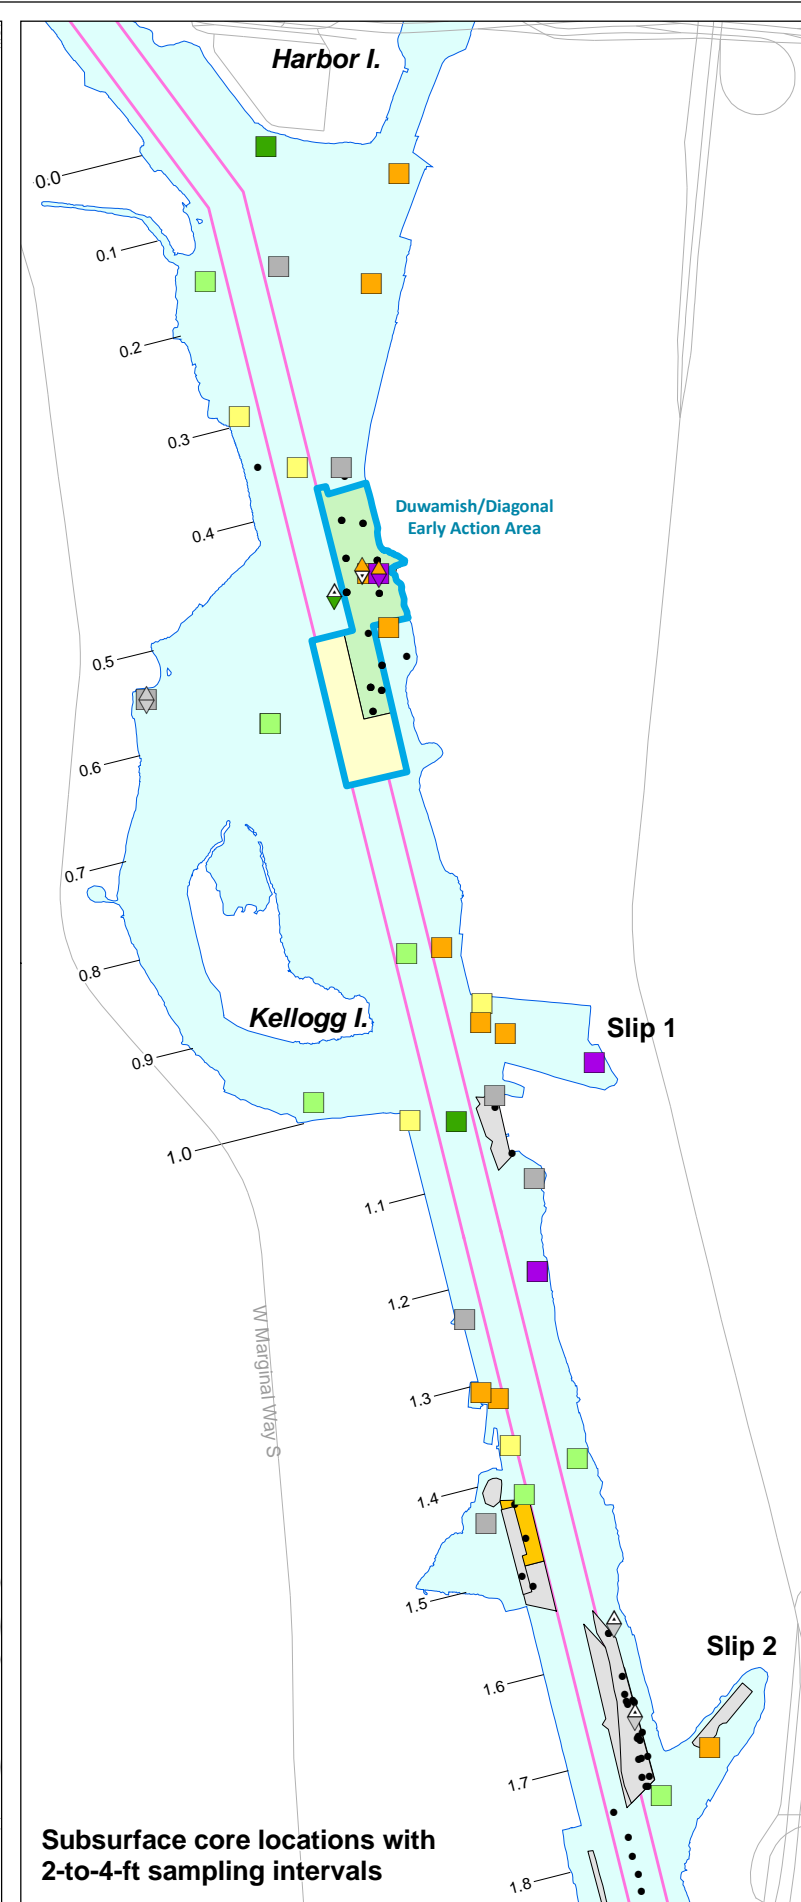 Harbor I.
0.0
0.1
0.2
0.3
Duwamish/Diagonal
Early Action Area
0.4
0.5
0.6
0.7
0.8
Kellogg I.
Slip 1
0.9
1.0
1.1
1.2
W Marginal Way S
1.3
1.4
1.5
Slip 2
1.6
1.7
Subsurface core locations with
2-to-4-ft sampling intervals
1.8